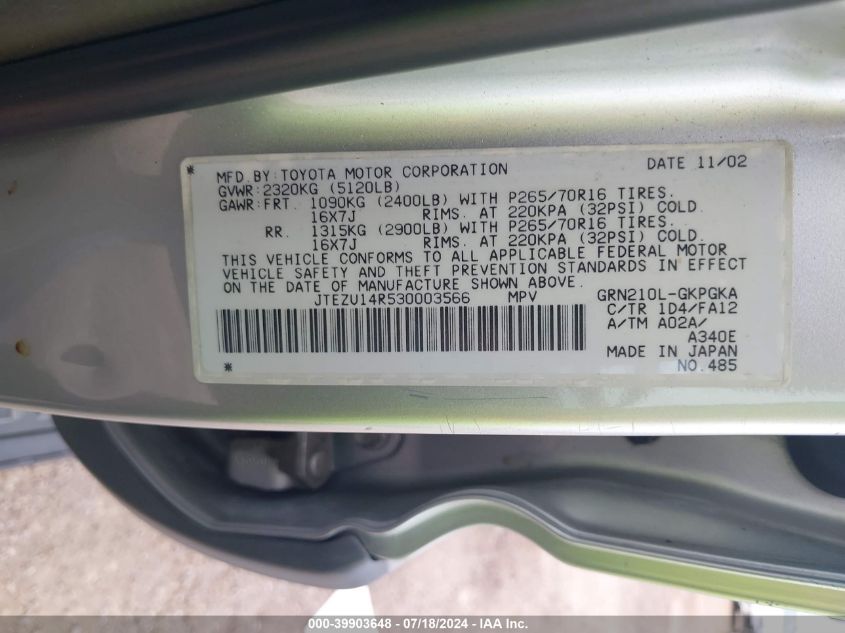 * MFD.BY:TOYOTA MOTOR CORPORATION DATE 11/02
GVWR:2320KG (5120LB)
GAWR:FRT. 1090KG (2400LB) WITH P265/70R16 TIRES.
16X7J RIMS. AT 220KPA (32PSI) COLD.
RR. 1315KG (2900LB) WITH P265/70R16 TIRES.
16X7J RIMS. AT 220KPA (32PSI) COLD.
THIS VEHICLE CONFORMS TO ALL APPLICABLE FEDERAL MOTOR
VEHICLE SAFETY AND THEFT PREVENTION STANDARDS IN EFFECT
ON THE DATE OF MANUFACTURE SHOWN ABOVE.
JTEZU14R530003566 MPV GRN210L-GKPGKA
C/TR 1D4/FA12
A/TM A02A/
A340E
MADE IN JAPAN
* NO.485
000-39903648 - 07/18/2024 - IAA Inc.